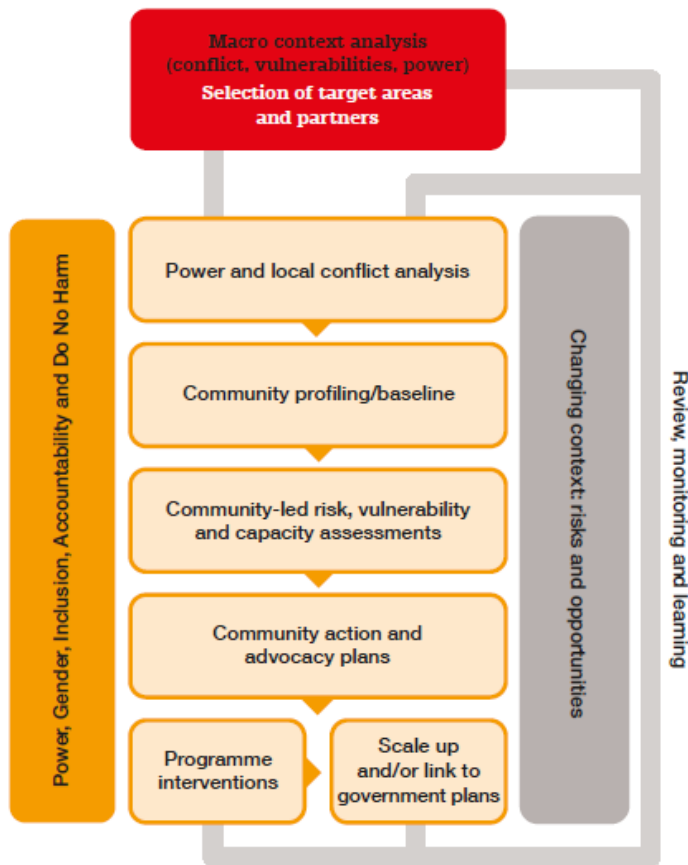 Macro context analysis
(conflict, vulnerabilities, power)
Selection of target areas
and partners
Power, Gender, Inclusion, Accountability and Do No Harm
Power and local conflict analysis
Community profiling/baseline
Community-led risk, vulnerability
and capacity assessments
Community action and
advocacy plans
Programme
interventions
Scale up
and/or link to
government plans
Changing context: risks and opportunities
Review, monitoring and learning